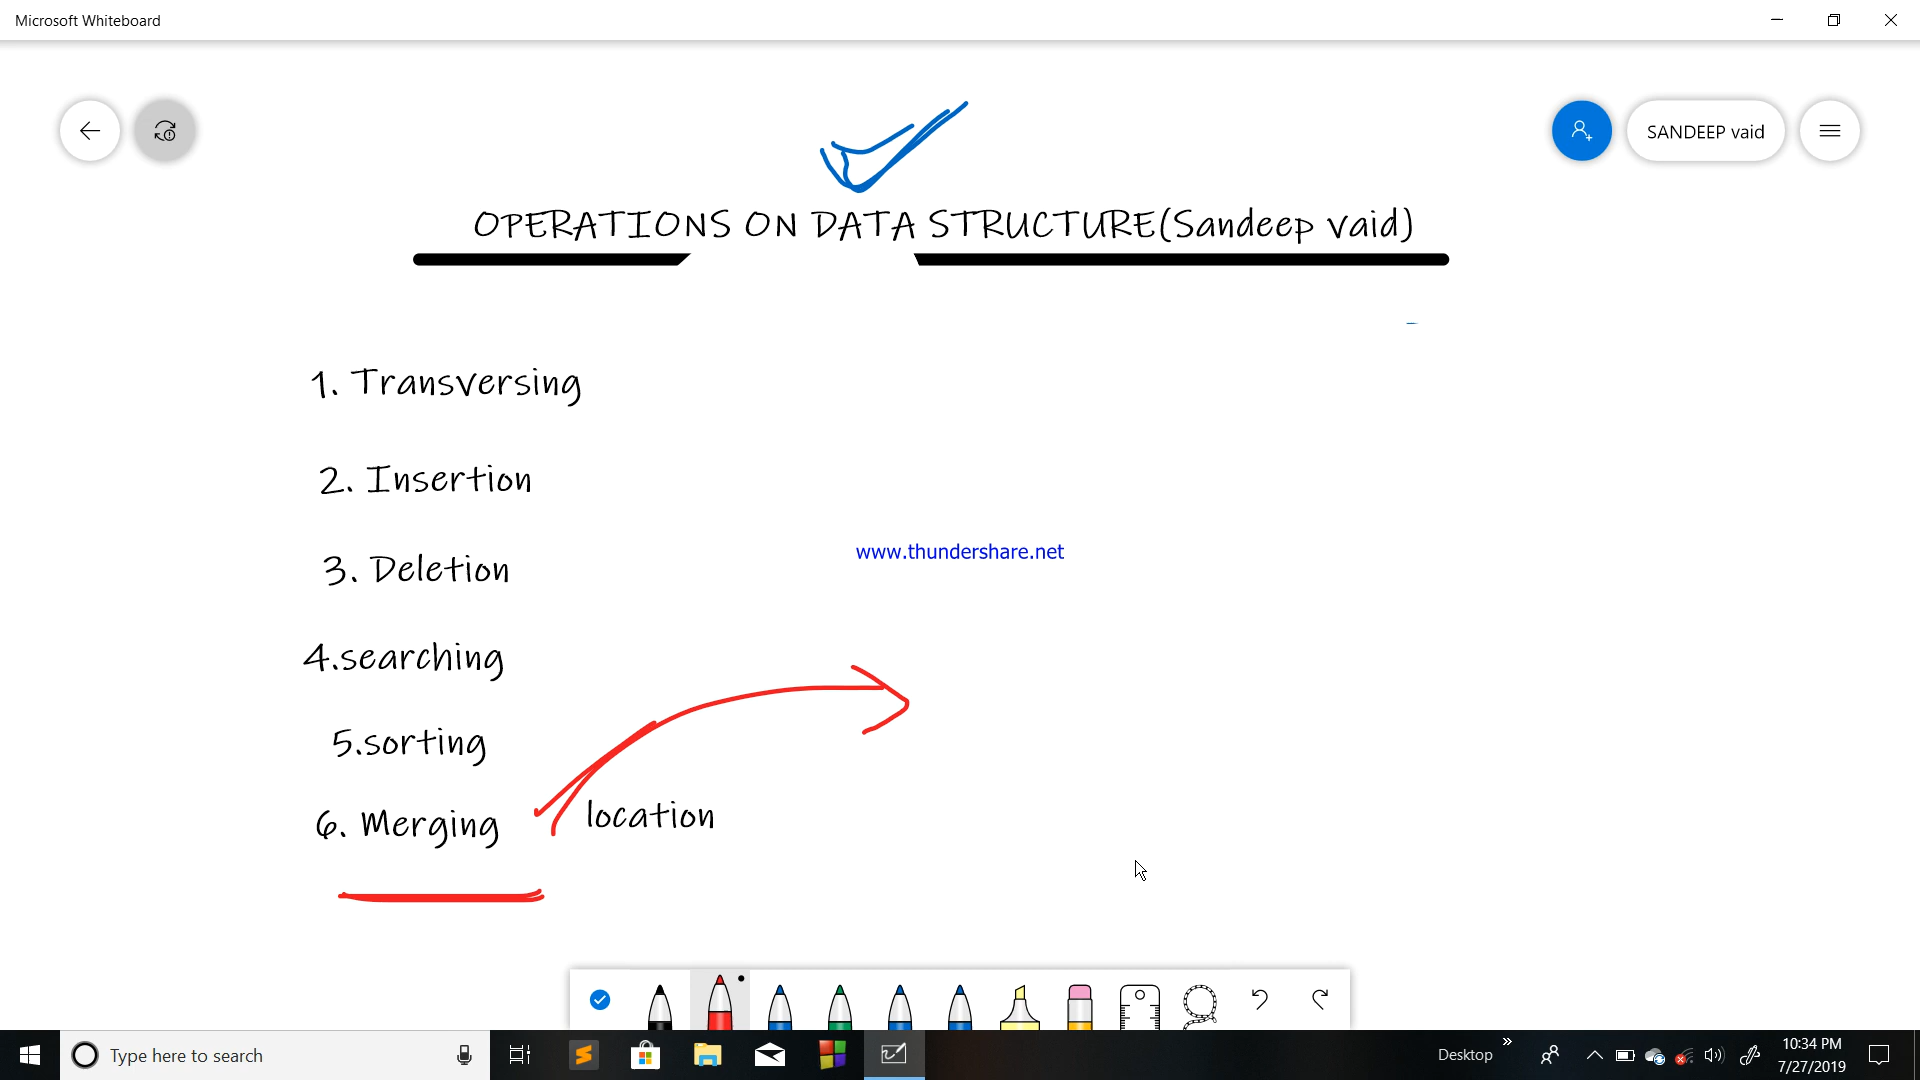 Microsoft Whiteboard
SANDEEP vaid
OPERATIONS ON DATA STRUCTURE(Sandeep vaid)
1. Transversing
2. Insertion
www.thundershare.net
3. Deletion
4.searching
5.sorting
6. Merging location
Type here to search
Desktop
10:34 PM
7/27/2019